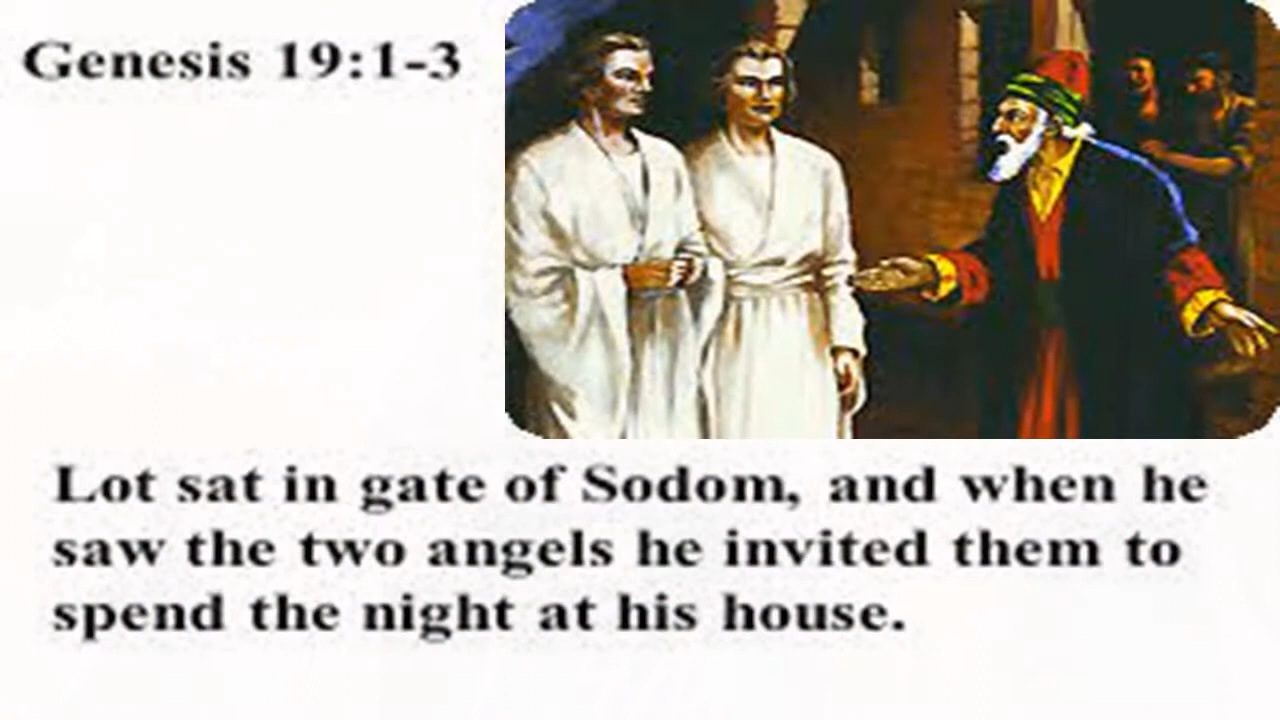 Genesis 19:1-3
Lot sat in gate of Sodom, and when he
saw the two angels he invited them to
spend the night at his house.